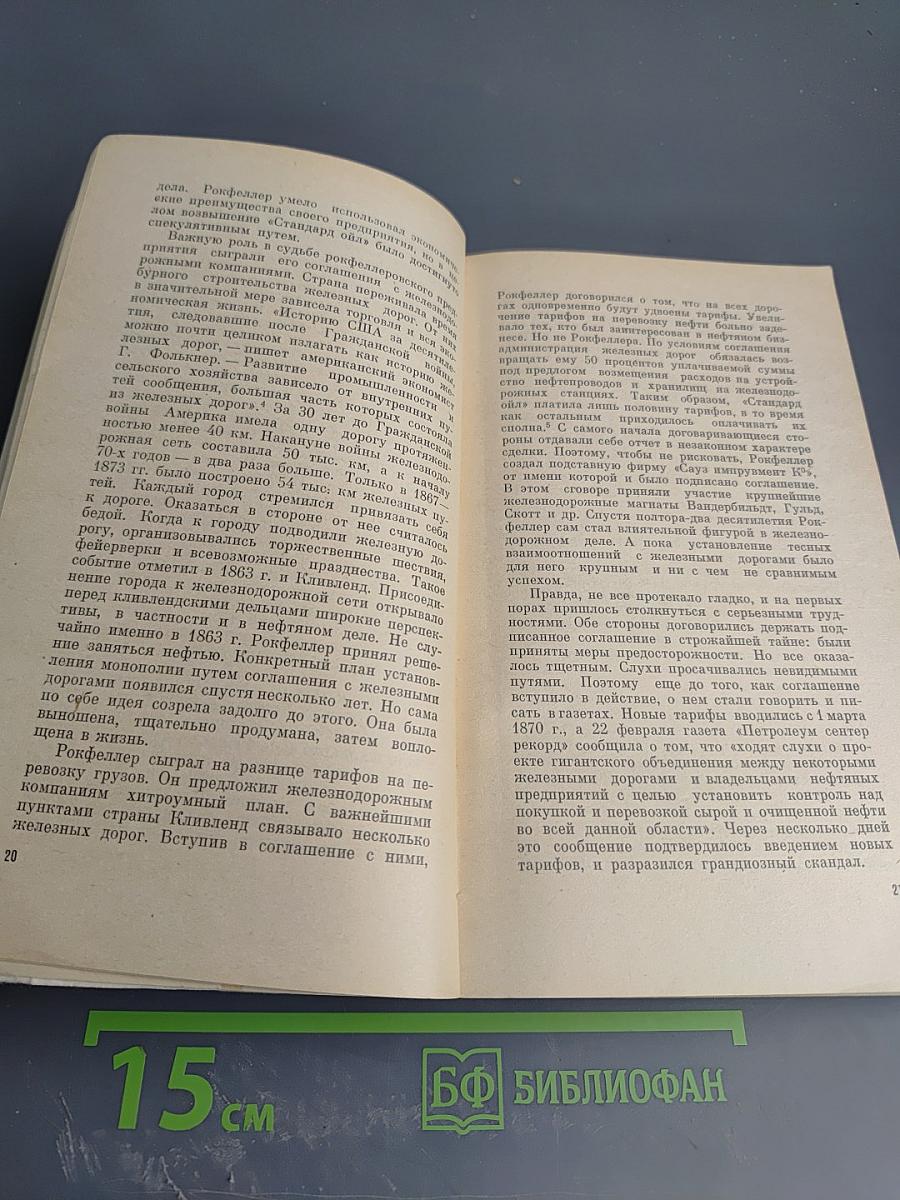 дела. Рокфеллер умело использовал экономиче-
ские преимущества своего предприятия, но в це-
лом возвышение «Стандард ойл» было достигнуто
спекулятивным путем.
Важную роль в судьбе рокфеллеровского пред-
приятия сыграли его соглашения с железнодо-
рожными компаниями. Страна переживала время
бурного строительства железных дорог. От них
в значительной мере зависела торговля и вся эко-
номическая жизнь. «Историю США за десятиле-
тия, следовавшие после Гражданской войны,
можно почти целиком излагать как историю же-
лезных дорог, — пишет американский экономист
Г. Фолькнер. — Развитие промышленности и
сельского хозяйства зависело от внутренних пу-
тей сообщения, большая часть которых состояла
из железных дорог».⁴ За 30 лет до Гражданской
войны Америка имела одну дорогу протяжен-
ностью менее 40 км. Накануне войны железнодо-
рожная сеть составила 50 тыс. км, а к началу
70-х годов — в два раза больше. Только в 1867—
1873 гг. было построено 54 тыс. км железных пу-
тей. Каждый город стремился привязать себя
к дороге. Оказаться в стороне от нее считалось
бедой. Когда к городу подводили железную до-
рогу, организовывались торжественные шествия,
фейерверки и всевозможные празднества. Такое
событие отметил в 1863 г. и Кливленд. Присоеди-
нение города к железнодорожной сети открывало
перед кливлендскими дельцами широкие перспек-
тивы, в частности и в нефтяном деле. Не слу-
чайно именно в 1863 г. Рокфеллер принял реше-
ние заняться нефтью. Конкретный план установ-
ления монополии путем соглашения с железными
дорогами появился спустя несколько лет. Но сама
по себе идея созрела задолго до этого. Она была
выношена, тщательно продумана, затем вопло-
щена в жизнь.
Рокфеллер сыграл на разнице тарифов на пе-
ревозку грузов. Он предложил железнодорожным
компаниям хитроумный план. С важнейшими
пунктами страны Кливленд связывало несколько
железных дорог. Вступив в соглашение с ними,
20
Рокфеллер договорился о том, что на всех доро-
гах одновременно будут удвоены тарифы. Увели-
чение тарифов на перевозку нефти больно заде-
вало тех, кто был заинтересован в нефтяном биз-
несе. Но не Рокфеллера. По условиям соглашения
администрация железных дорог обязалась воз-
вращать ему 50 процентов уплачиваемой суммы
под предлогом возмещения расходов на устрой-
ство нефтепроводов и хранилищ на железнодо-
рожных станциях. Таким образом, «Стандард
ойл» платила лишь половину тарифов, в то время
как остальным приходилось оплачивать их
сполна.⁵ С самого начала договаривающиеся сто-
роны отдавали себе отчет в незаконном характере
сделки. Поэтому, чтобы не рисковать, Рокфеллер
создал подставную фирму «Сауз импрувмент К°»,
от имени которой и было подписано соглашение.
В этом сговоре приняли участие крупнейшие
железнодорожные магнаты Вандербильдт, Гульд,
Скотт и др. Спустя полтора-два десятилетия Рок-
феллер сам стал влиятельной фигурой в железно-
дорожном деле. А пока установление тесных
взаимоотношений с железными дорогами было
для него крупным и ни с чем не сравнимым
успехом.
Правда, не все протекало гладко, и на первых
порах пришлось столкнуться с серьезными труд-
ностями. Обе стороны договорились держать под-
писанное соглашение в строжайшей тайне: были
приняты меры предосторожности. Но все оказа-
лось тщетным. Слухи просачивались невидимыми
путями. Поэтому еще до того, как соглашение
вступило в действие, о нем стали говорить и пи-
сать в газетах. Новые тарифы вводились с 1 марта
1870 г., а 22 февраля газета «Петролеум сентер
рекорд» сообщила о том, что «ходят слухи о про-
екте гигантского объединения между некоторыми
железными дорогами и владельцами нефтяных
предприятий с целью установить контроль над
покупкой и перевозкой сырой и очищенной нефти
во всей данной области». Через несколько дней
это сообщение подтвердилось введением новых
тарифов, и разразился грандиозный скандал.
15 см
БФ БИБЛИОФАН